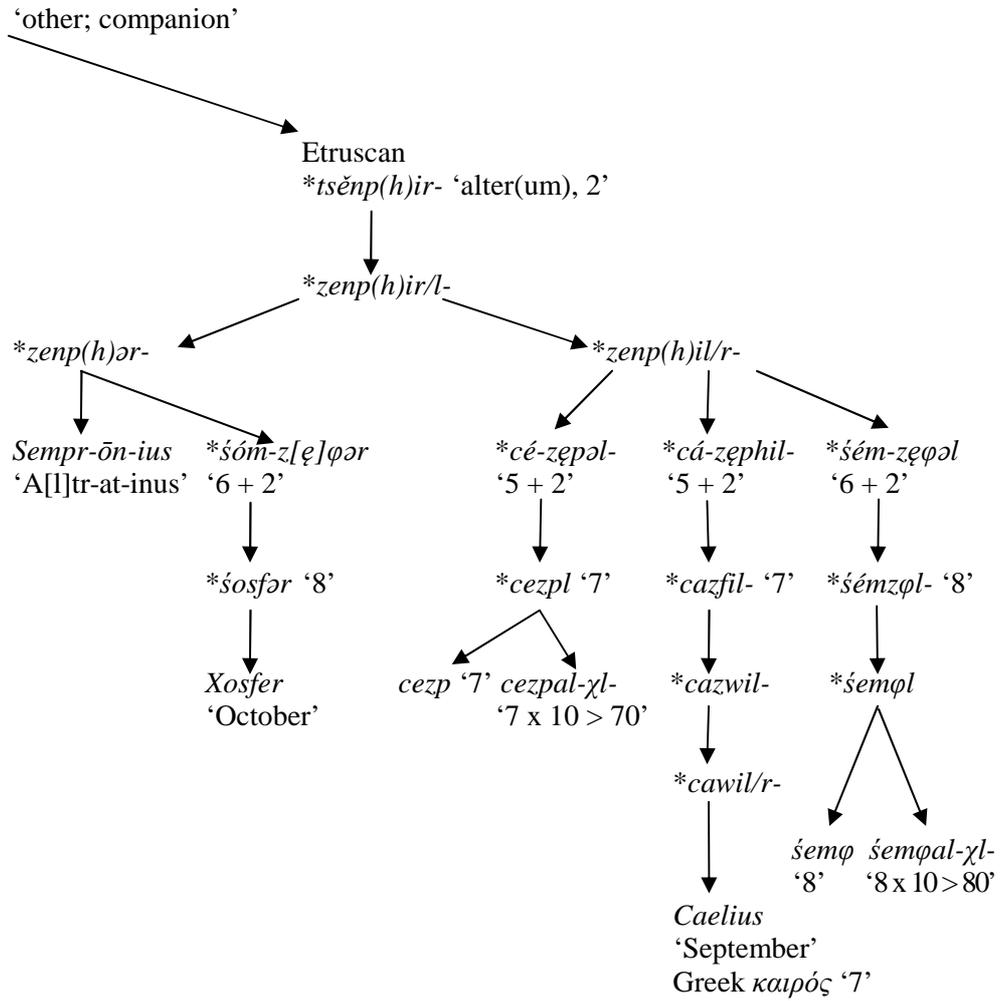 ‘other; companion’
Etruscan
*tsĕnp(h)ir- ‘alter(um), 2’
*zenp(h)ir/l-
*zenp(h)ər- *zenp(h)il/r-
Sempr-ōn-ius *śóm-z[ę]φər *cé-zępəl- *cá-zęphil- *śém-zęφəl
‘A[l]tr-at-inus’ ‘6 + 2’ ‘5 + 2’ ‘5 + 2’ ‘6 + 2’
*śosfər ‘8’ *cezpl ‘7’ *cazfil- ‘7’ *śémzφl- ‘8’
Xosfer cezp ‘7’ cezpal-χl- *cazwil- *śemφl
‘October’ ‘7 x 10 > 70’
*cawil/r-
śemφ śemφal-χl-
‘8’ ‘8 x 10 > 80’
Caelius
‘September’
Greek καιρός ‘7’